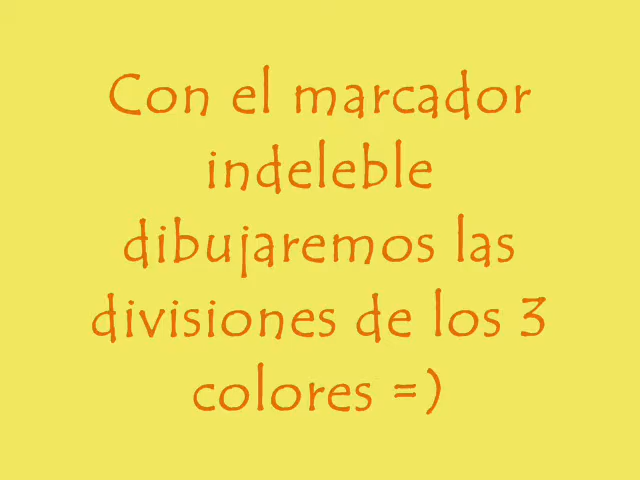 Con el marcador
indeleble
dibujaremos las
divisiones de los 3
colores =)